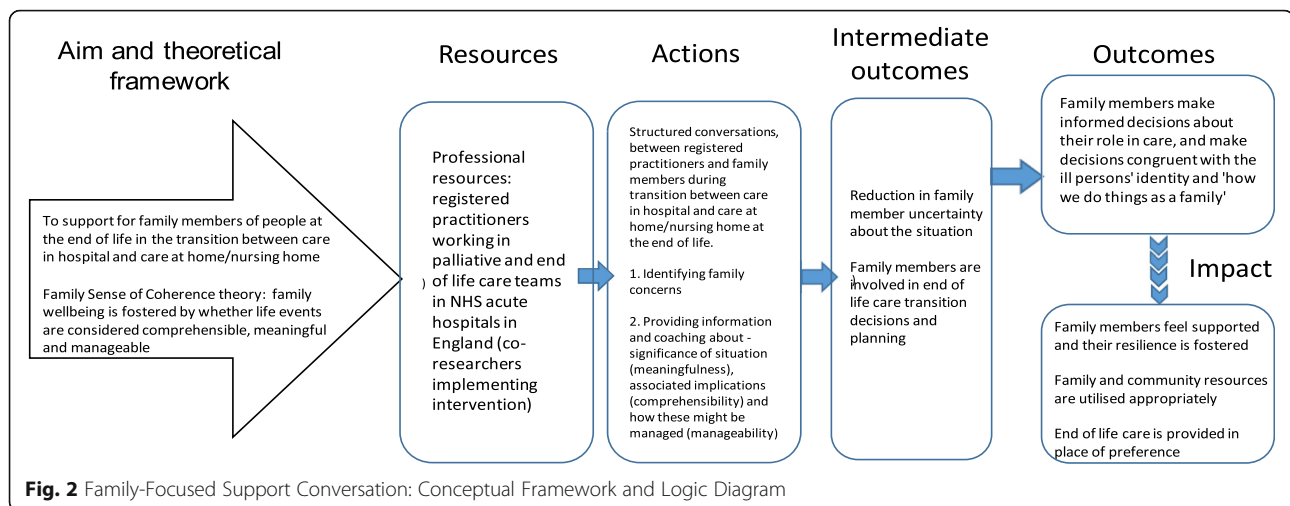 Aim and theoretical
framework
To support for family members of people at
the end of life in the transition between care
in hospital and care at home/nursing home
Family Sense of Coherence theory: family
wellbeing is fostered by whether life events
are considered comprehensible, meaningful
and manageable
Resources
Professional
resources:
registered
practitioners
working in
palliative and end
) of life care teams
in NHS acute
hospitals in
England (co-
researchers
implementing
intervention)
Actions
Structured conversations,
between registered
practitioners and family
members during
transition between care
in hospital and care at
home/nursing home at
the end of life.
1. Identifying family
concerns
2. Providing information
and coaching about -
significance of situation
(meaningfulness),
associated implications
(comprehensibility) and
how these might be
managed (manageability)
Intermediate
outcomes
Reduction in family
member uncertainty
about the situation
Family members are
involved in end of
life care transition
decisions and
planning
Outcomes
Family members make
informed decisions about
their role in care, and make
decisions congruent with the
ill persons' identity and 'how
we do things as a family'
Impact
Family members feel supported
and their resilience is fostered
Family and community resources
are utilised appropriately
End of life care is provided in
place of preference
Fig. 2 Family-Focused Support Conversation: Conceptual Framework and Logic Diagram